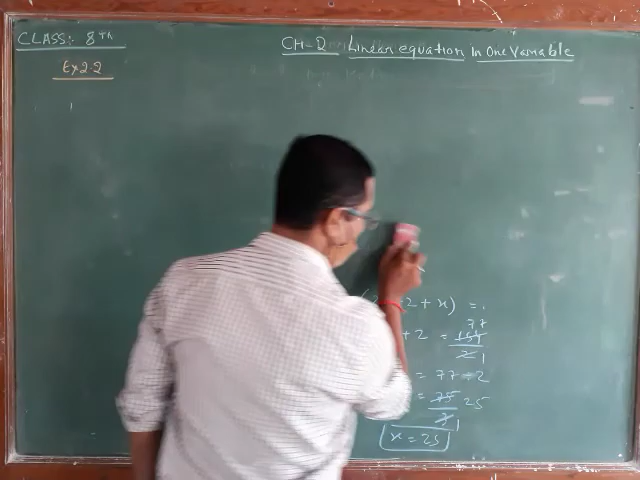 CLASS:- 8TH
CH-2 Linear equation In One Variable
Ex 2.2
2 + x) =
77
+ 2 = 154
2 1
= 77 - 2
= 75 25
3 1
x = 25